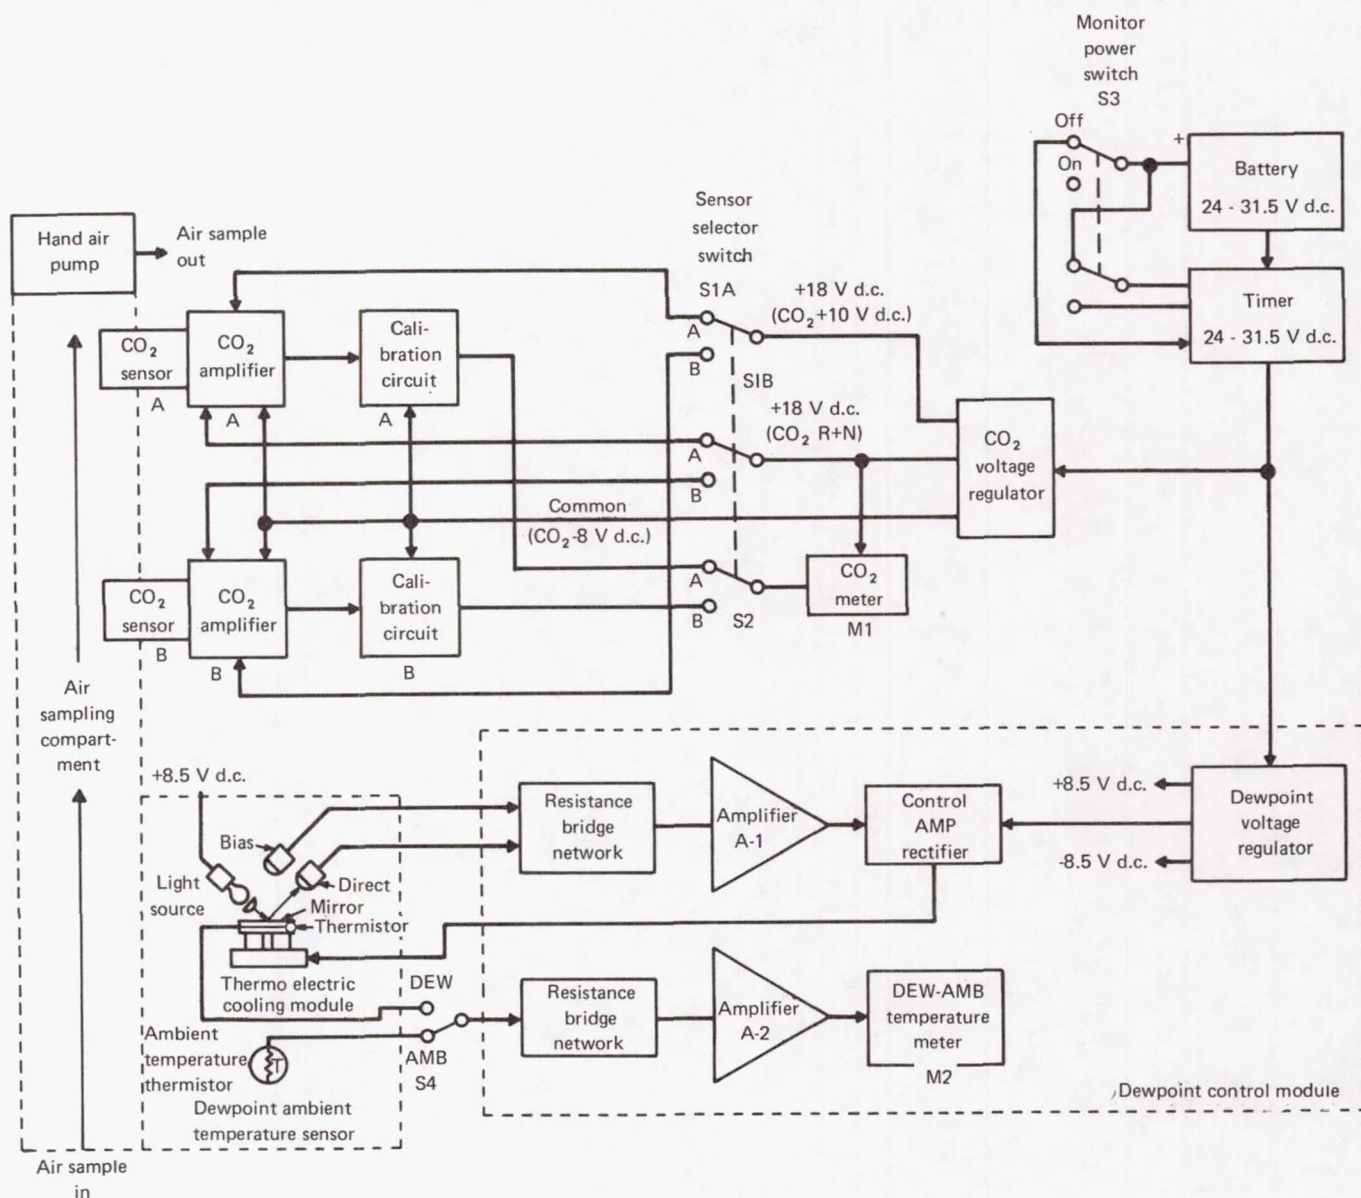 Monitor
power
switch
S3
Off
On
+
Battery
24 - 31.5 V d.c.
Timer
24 - 31.5 V d.c.
Hand air
pump
Air sample
out
Sensor
selector
switch
S1A
+18 V d.c.
(CO2+10 V d.c.)
A
B
SIB
+18 V d.c.
(CO2 R+N)
A
B
CO2
voltage
regulator
CO2
sensor
A
CO2
amplifier
A
Cali-
bration
circuit
A
Common
(CO2-8 V d.c.)
A
B
S2
CO2
meter
M1
CO2
sensor
B
CO2
amplifier
B
Cali-
bration
circuit
B
Air
sampling
compart-
ment
+8.5 V d.c.
Bias
Light
source
Direct
Mirror
Thermistor
Thermo electric
cooling module
Ambient
temperature
thermistor
T
Dewpoint ambient
temperature sensor
DEW
AMB
S4
Resistance
bridge
network
Amplifier
A-1
Control
AMP
rectifier
+8.5 V d.c.
-8.5 V d.c.
Dewpoint
voltage
regulator
Resistance
bridge
network
Amplifier
A-2
DEW-AMB
temperature
meter
M2
Dewpoint control module
Air sample
in